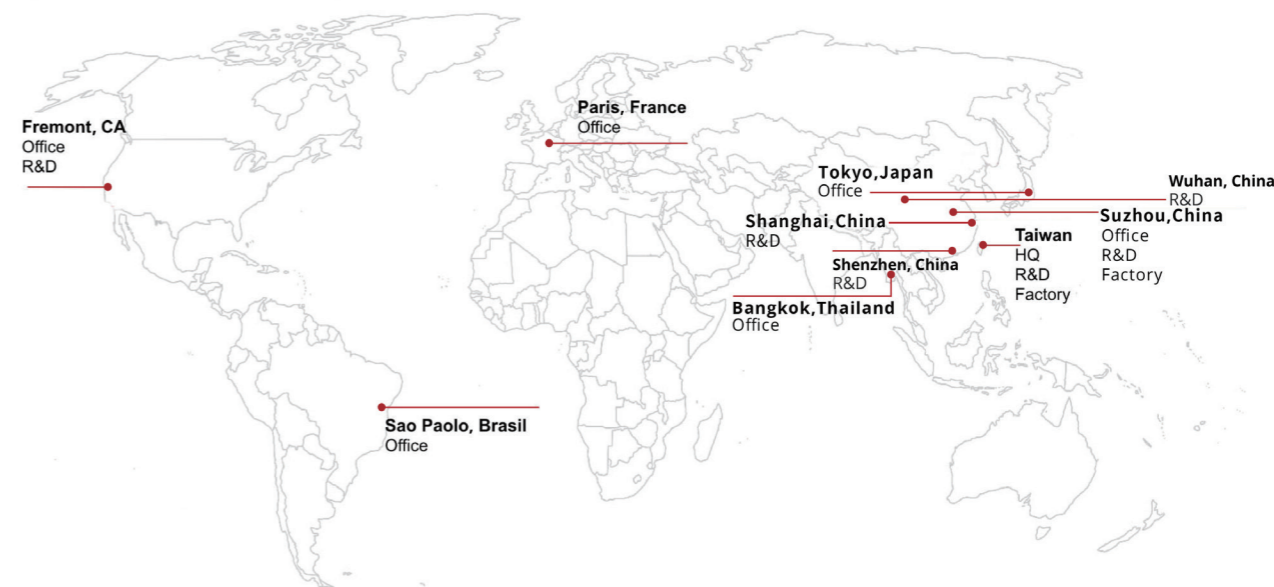 Fremont, CA
Office
R&D
Paris, France
Office
Tokyo,Japan
Office
Wuhan, China
R&D
Shanghai,China
R&D
Suzhou,China
Office
R&D
Factory
Taiwan
HQ
R&D
Factory
Shenzhen, China
R&D
Bangkok,Thailand
Office
Sao Paolo, Brasil
Office